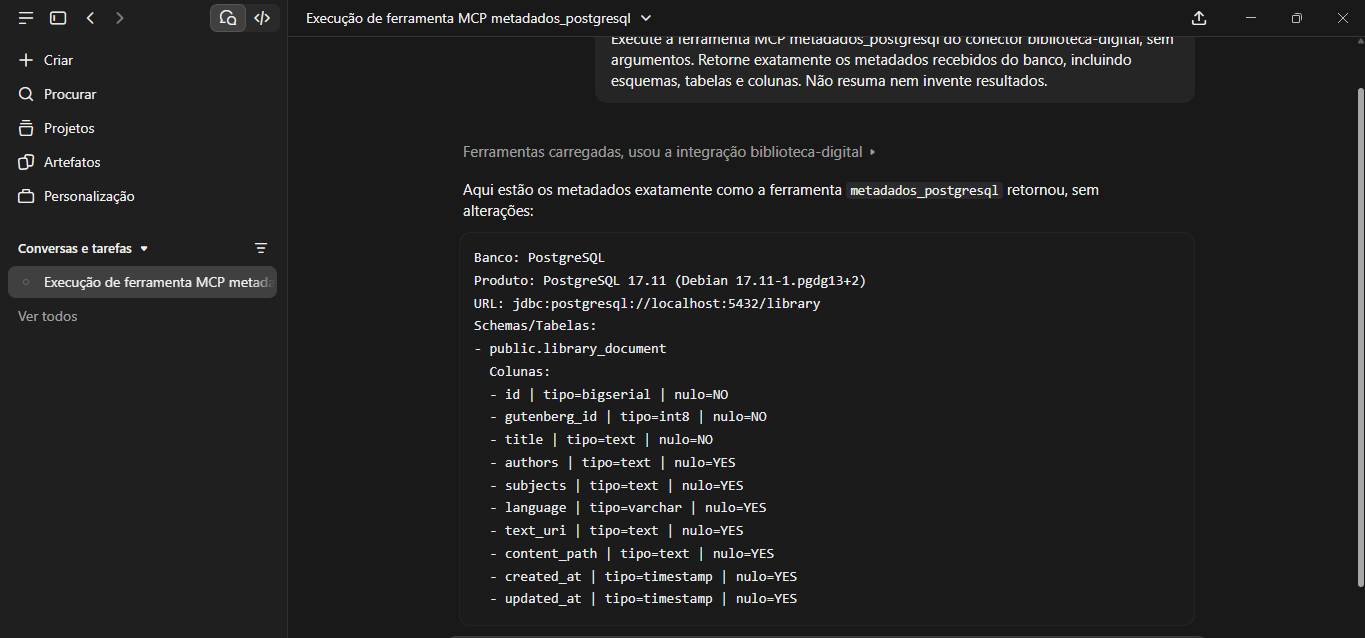 Execução de ferramenta MCP metadados_postgresql
Criar
Procurar
Projetos
Artefatos
Personalização
Conversas e tarefas
Execução de ferramenta MCP metada
Ver todos
Execute a ferramenta MCP metadados_postgresql do conector biblioteca-digital, sem
argumentos. Retorne exatamente os metadados recebidos do banco, incluindo
esquemas, tabelas e colunas. Não resuma nem invente resultados.
Ferramentas carregadas, usou a integração biblioteca-digital
Aqui estão os metadados exatamente como a ferramenta metadados_postgresql retornou, sem
alterações:
Banco: PostgreSQL
Produto: PostgreSQL 17.11 (Debian 17.11-1.pgdg13+2)
URL: jdbc:postgresql://localhost:5432/library
Schemas/Tabelas:
- public.library_document
Colunas:
- id | tipo=bigserial | nulo=NO
- gutenberg_id | tipo=int8 | nulo=NO
- title | tipo=text | nulo=NO
- authors | tipo=text | nulo=YES
- subjects | tipo=text | nulo=YES
- language | tipo=varchar | nulo=YES
- text_uri | tipo=text | nulo=YES
- content_path | tipo=text | nulo=YES
- created_at | tipo=timestamp | nulo=YES
- updated_at | tipo=timestamp | nulo=YES